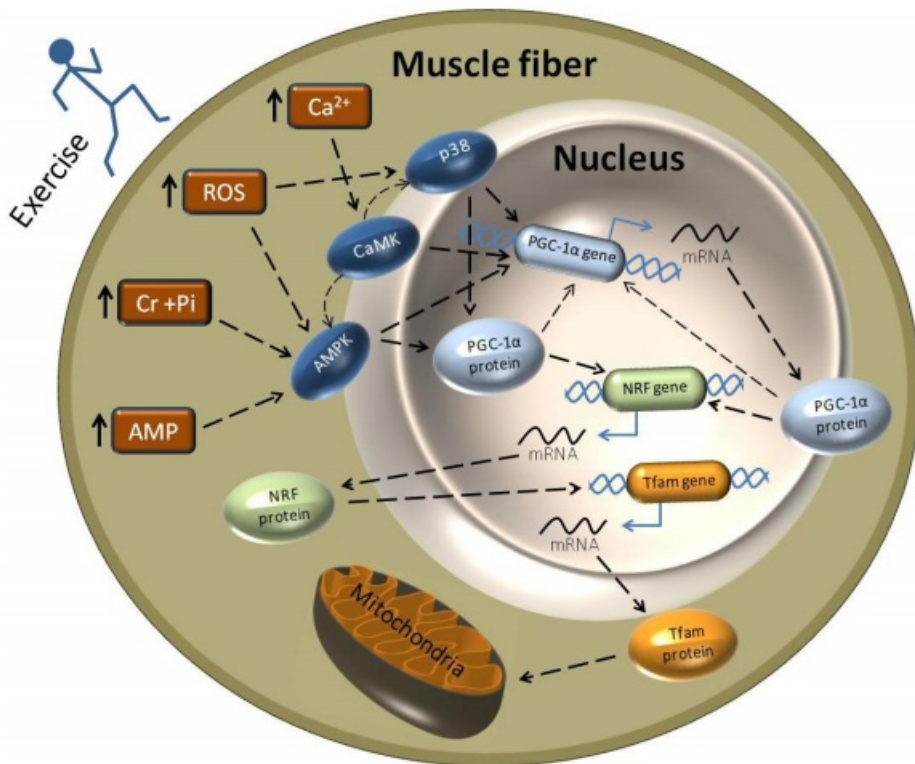 Muscle fiber
Exercise
Ca²⁺
p38
Nucleus
ROS
CaMK
PGC-1α gene
mRNA
Cr +Pi
AMPK
PGC-1α
protein
NRF gene
PGC-1α
protein
AMP
mRNA
NRF
protein
Tfam gene
mRNA
Mitochondria
Tfam
protein